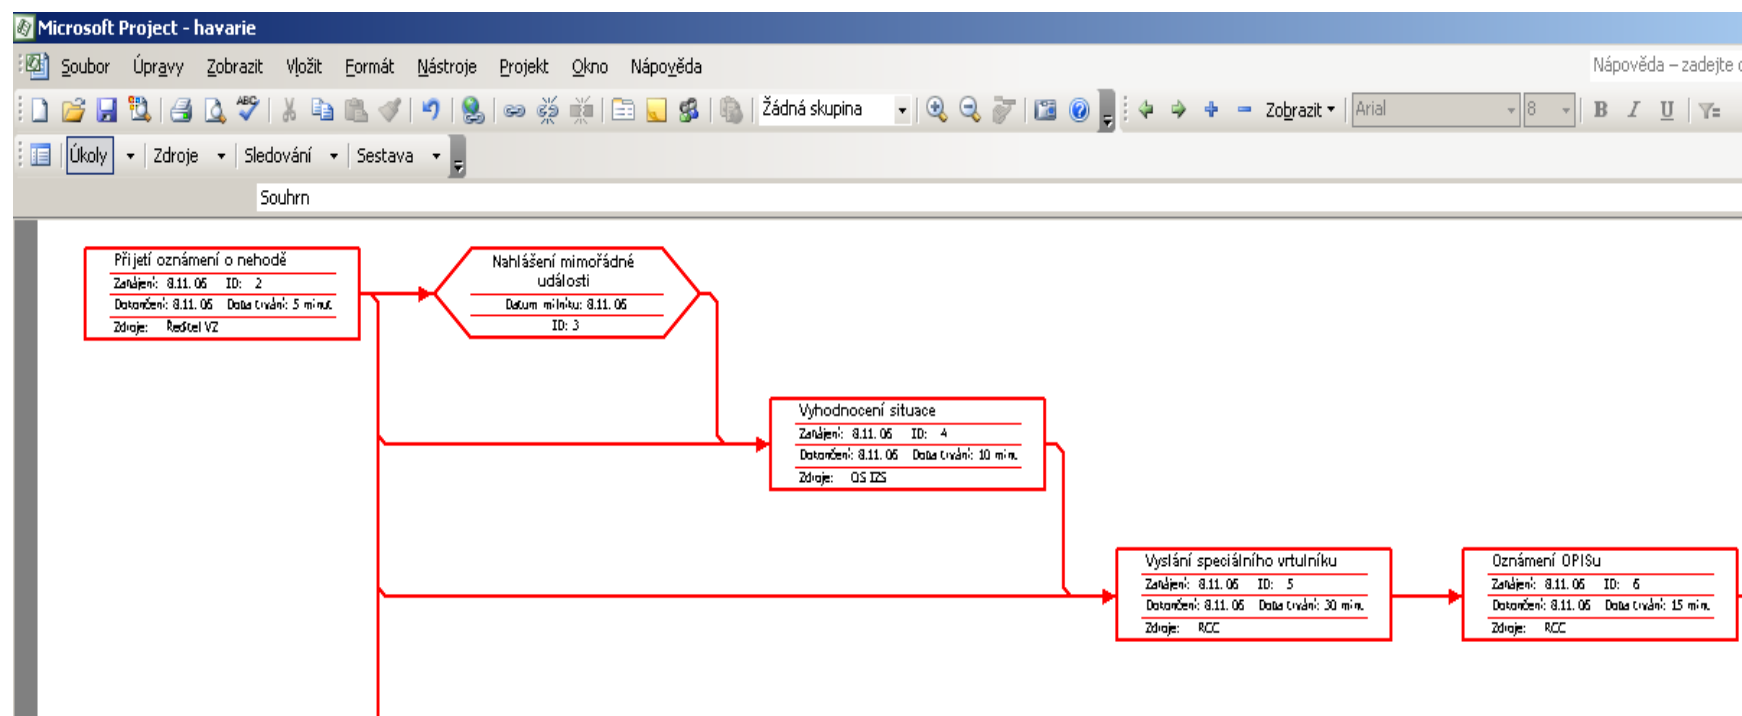 Microsoft Project - havarie
Soubor Úpravy Zobrazit Vložit Formát Nástroje Projekt Okno Nápověda Nápověda – zadejte
ABC Žádná skupina Zobrazit Arial 8 B I U
Úkoly Zdroje Sledování Sestava
Souhrn
Přijetí oznámení o nehodě
Zahájení: 8.11.06 ID: 2
Dokončení: 8.11.06 Doba trvání: 5 minut
Zdroje: Ředitel VZ
Nahlášení mimořádné
události
Datum milníku: 8.11.06
ID: 3
Vyhodnocení situace
Zahájení: 8.11.06 ID: 4
Dokončení: 8.11.06 Doba trvání: 10 min.
Zdroje: OS IZS
Vyslání speciálního vrtulníku
Zahájení: 8.11.06 ID: 5
Dokončení: 8.11.06 Doba trvání: 30 min.
Zdroje: RCC
Oznámení OPISu
Zahájení: 8.11.06 ID: 6
Dokončení: 8.11.06 Doba trvání: 15 min.
Zdroje: RCC